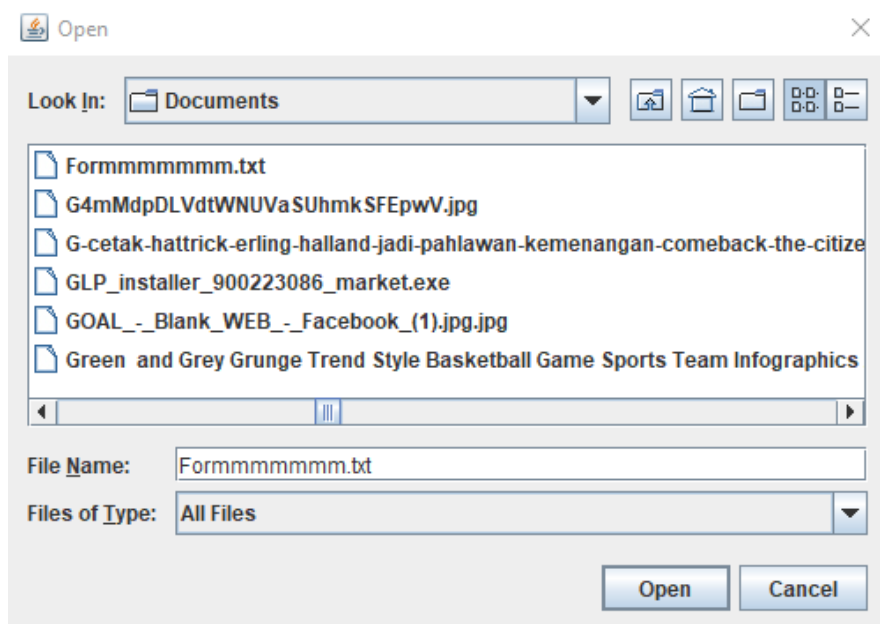 Open
Look In: Documents
Formmmmmmm.txt
G4mMdpDLVdtWNUVaSUhmkSFEpwV.jpg
G-cetak-hattrick-erling-halland-jadi-pahlawan-kemenangan-comeback-the-citize
GLP_installer_900223086_market.exe
GOAL_-_Blank_WEB_-_Facebook_(1).jpg.jpg
Green and Grey Grunge Trend Style Basketball Game Sports Team Infographics
File Name: Formmmmmmm.txt
Files of Type: All Files
Open Cancel